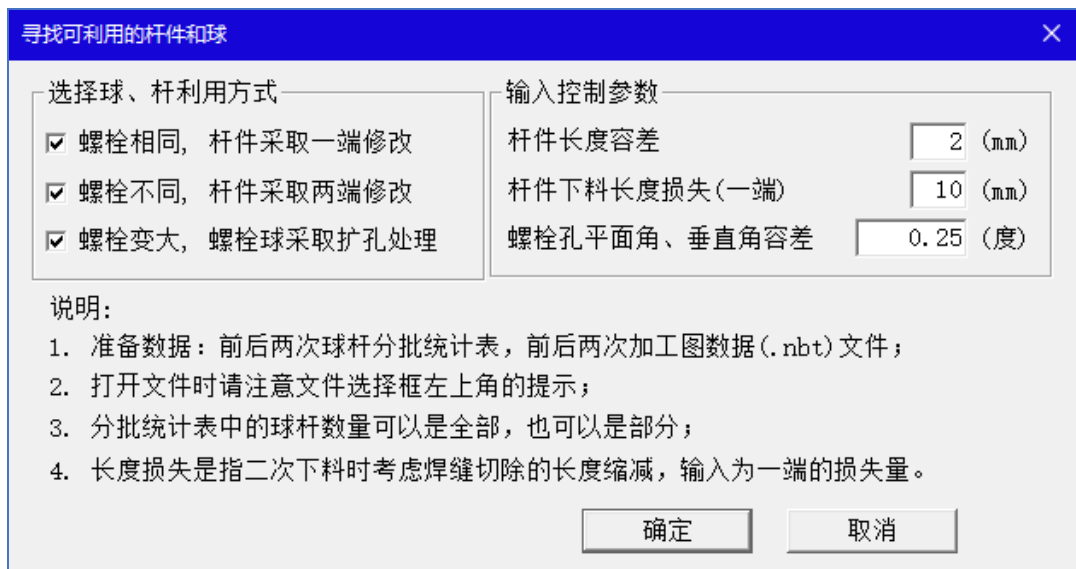 寻找可利用的杆件和球
选择球、杆利用方式
螺栓相同, 杆件采取一端修改
螺栓不同, 杆件采取两端修改
螺栓变大, 螺栓球采取扩孔处理
输入控制参数
杆件长度容差 2 (mm)
杆件下料长度损失(一端) 10 (mm)
螺栓孔平面角、垂直角容差 0.25 (度)
说明:
1. 准备数据: 前后两次球杆分批统计表, 前后两次加工图数据(.nbt)文件;
2. 打开文件时请注意文件选择框左上角的提示;
3. 分批统计表中的球杆数量可以是全部, 也可以是部分;
4. 长度损失是指二次下料时考虑焊缝切除的长度缩减, 输入为一端的损失量。
确定 取消